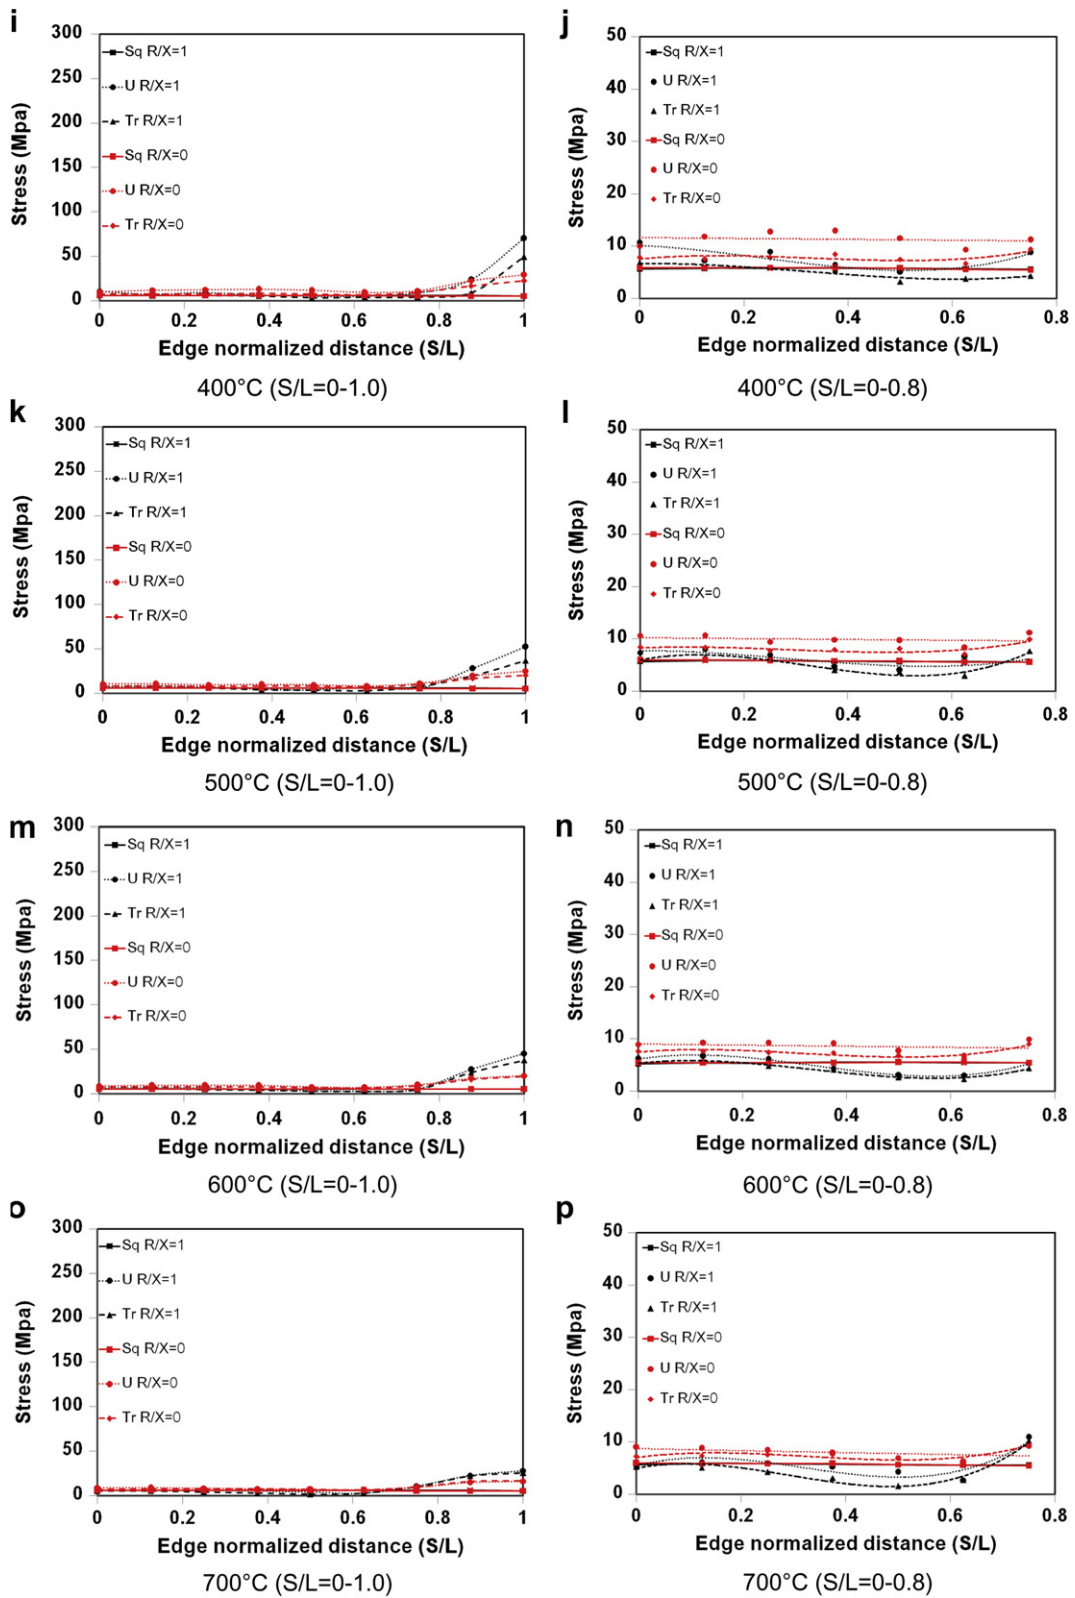 i
300
250
200
150
100
50
0
Stress (Mpa)
Sq R/X=1
U R/X=1
Tr R/X=1
Sq R/X=0
U R/X=0
Tr R/X=0
0 0.2 0.4 0.6 0.8 1
Edge normalized distance (S/L)
400°C (S/L=0-1.0)
j
50
40
30
20
10
0
Stress (Mpa)
Sq R/X=1
U R/X=1
Tr R/X=1
Sq R/X=0
U R/X=0
Tr R/X=0
0 0.2 0.4 0.6 0.8
Edge normalized distance (S/L)
400°C (S/L=0-0.8)
k
300
250
200
150
100
50
0
Stress (Mpa)
Sq R/X=1
U R/X=1
Tr R/X=1
Sq R/X=0
U R/X=0
Tr R/X=0
0 0.2 0.4 0.6 0.8 1
Edge normalized distance (S/L)
500°C (S/L=0-1.0)
l
50
40
30
20
10
0
Stress (Mpa)
Sq R/X=1
U R/X=1
Tr R/X=1
Sq R/X=0
U R/X=0
Tr R/X=0
0 0.2 0.4 0.6 0.8
Edge normalized distance (S/L)
500°C (S/L=0-0.8)
m
300
250
200
150
100
50
0
Stress (Mpa)
Sq R/X=1
U R/X=1
Tr R/X=1
Sq R/X=0
U R/X=0
Tr R/X=0
0 0.2 0.4 0.6 0.8 1
Edge normalized distance (S/L)
600°C (S/L=0-1.0)
n
50
40
30
20
10
0
Stress (Mpa)
Sq R/X=1
U R/X=1
Tr R/X=1
Sq R/X=0
U R/X=0
Tr R/X=0
0 0.2 0.4 0.6 0.8
Edge normalized distance (S/L)
600°C (S/L=0-0.8)
o
300
250
200
150
100
50
0
Stress (Mpa)
Sq R/X=1
U R/X=1
Tr R/X=1
Sq R/X=0
U R/X=0
Tr R/X=0
0 0.2 0.4 0.6 0.8 1
Edge normalized distance (S/L)
700°C (S/L=0-1.0)
p
50
40
30
20
10
0
Stress (Mpa)
Sq R/X=1
U R/X=1
Tr R/X=1
Sq R/X=0
U R/X=0
Tr R/X=0
0 0.2 0.4 0.6 0.8
Edge normalized distance (S/L)
700°C (S/L=0-0.8)